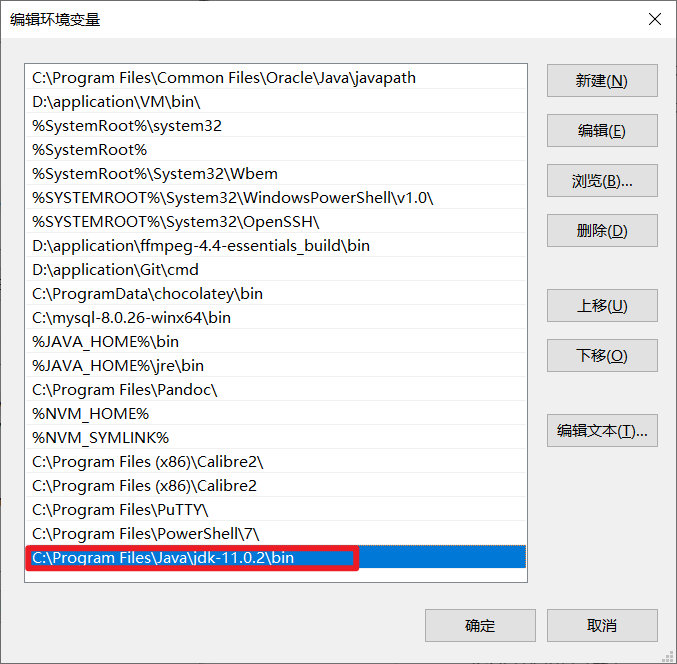 编辑环境变量
C:\Program Files\Common Files\Oracle\Java\javapath
D:\application\VM\bin\
%SystemRoot%\system32
%SystemRoot%
%SystemRoot%\System32\Wbem
%SYSTEMROOT%\System32\WindowsPowerShell\v1.0\
%SYSTEMROOT%\System32\OpenSSH\
D:\application\ffmpeg-4.4-essentials_build\bin
D:\application\Git\cmd
C:\ProgramData\chocolatey\bin
C:\mysql-8.0.26-winx64\bin
%JAVA_HOME%\bin
%JAVA_HOME%\jre\bin
C:\Program Files\Pandoc\
%NVM_HOME%
%NVM_SYMLINK%
C:\Program Files (x86)\Calibre2\
C:\Program Files (x86)\Calibre2
C:\Program Files\PuTTY\
C:\Program Files\PowerShell\7\
C:\Program Files\Java\jdk-11.0.2\bin
新建(N)
编辑(E)
浏览(B)...
删除(D)
上移(U)
下移(O)
编辑文本(T)...
确定
取消